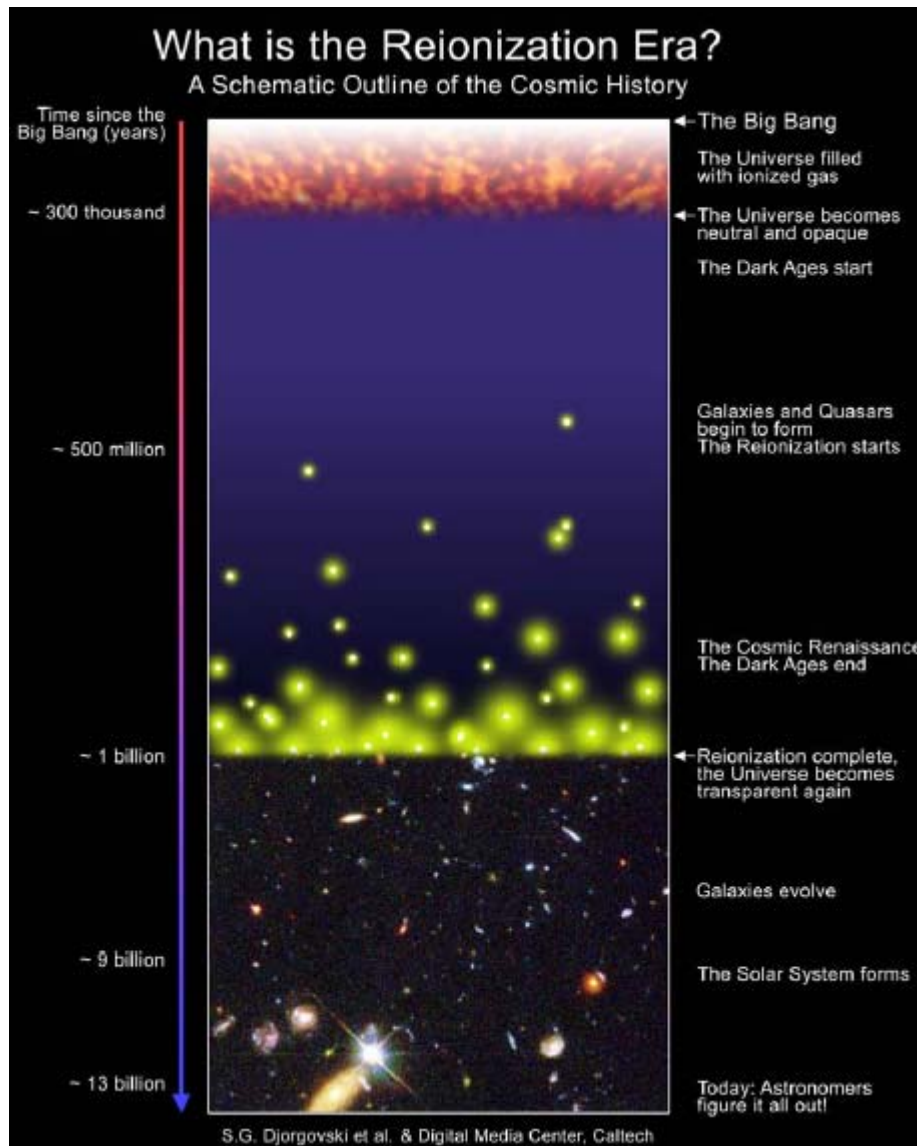 What is the Reionization Era?
A Schematic Outline of the Cosmic History
Time since the
Big Bang (years)
The Big Bang
The Universe filled
with ionized gas
~ 300 thousand
The Universe becomes
neutral and opaque
The Dark Ages start
Galaxies and Quasars
begin to form
~ 500 million
The Reionization starts
The Cosmic Renaissance
The Dark Ages end
~ 1 billion
Reionization complete,
the Universe becomes
transparent again
Galaxies evolve
~ 9 billion
The Solar System forms
~ 13 billion
Today: Astronomers
figure it all out!
S.G. Djorgovski et al. & Digital Media Center, Caltech